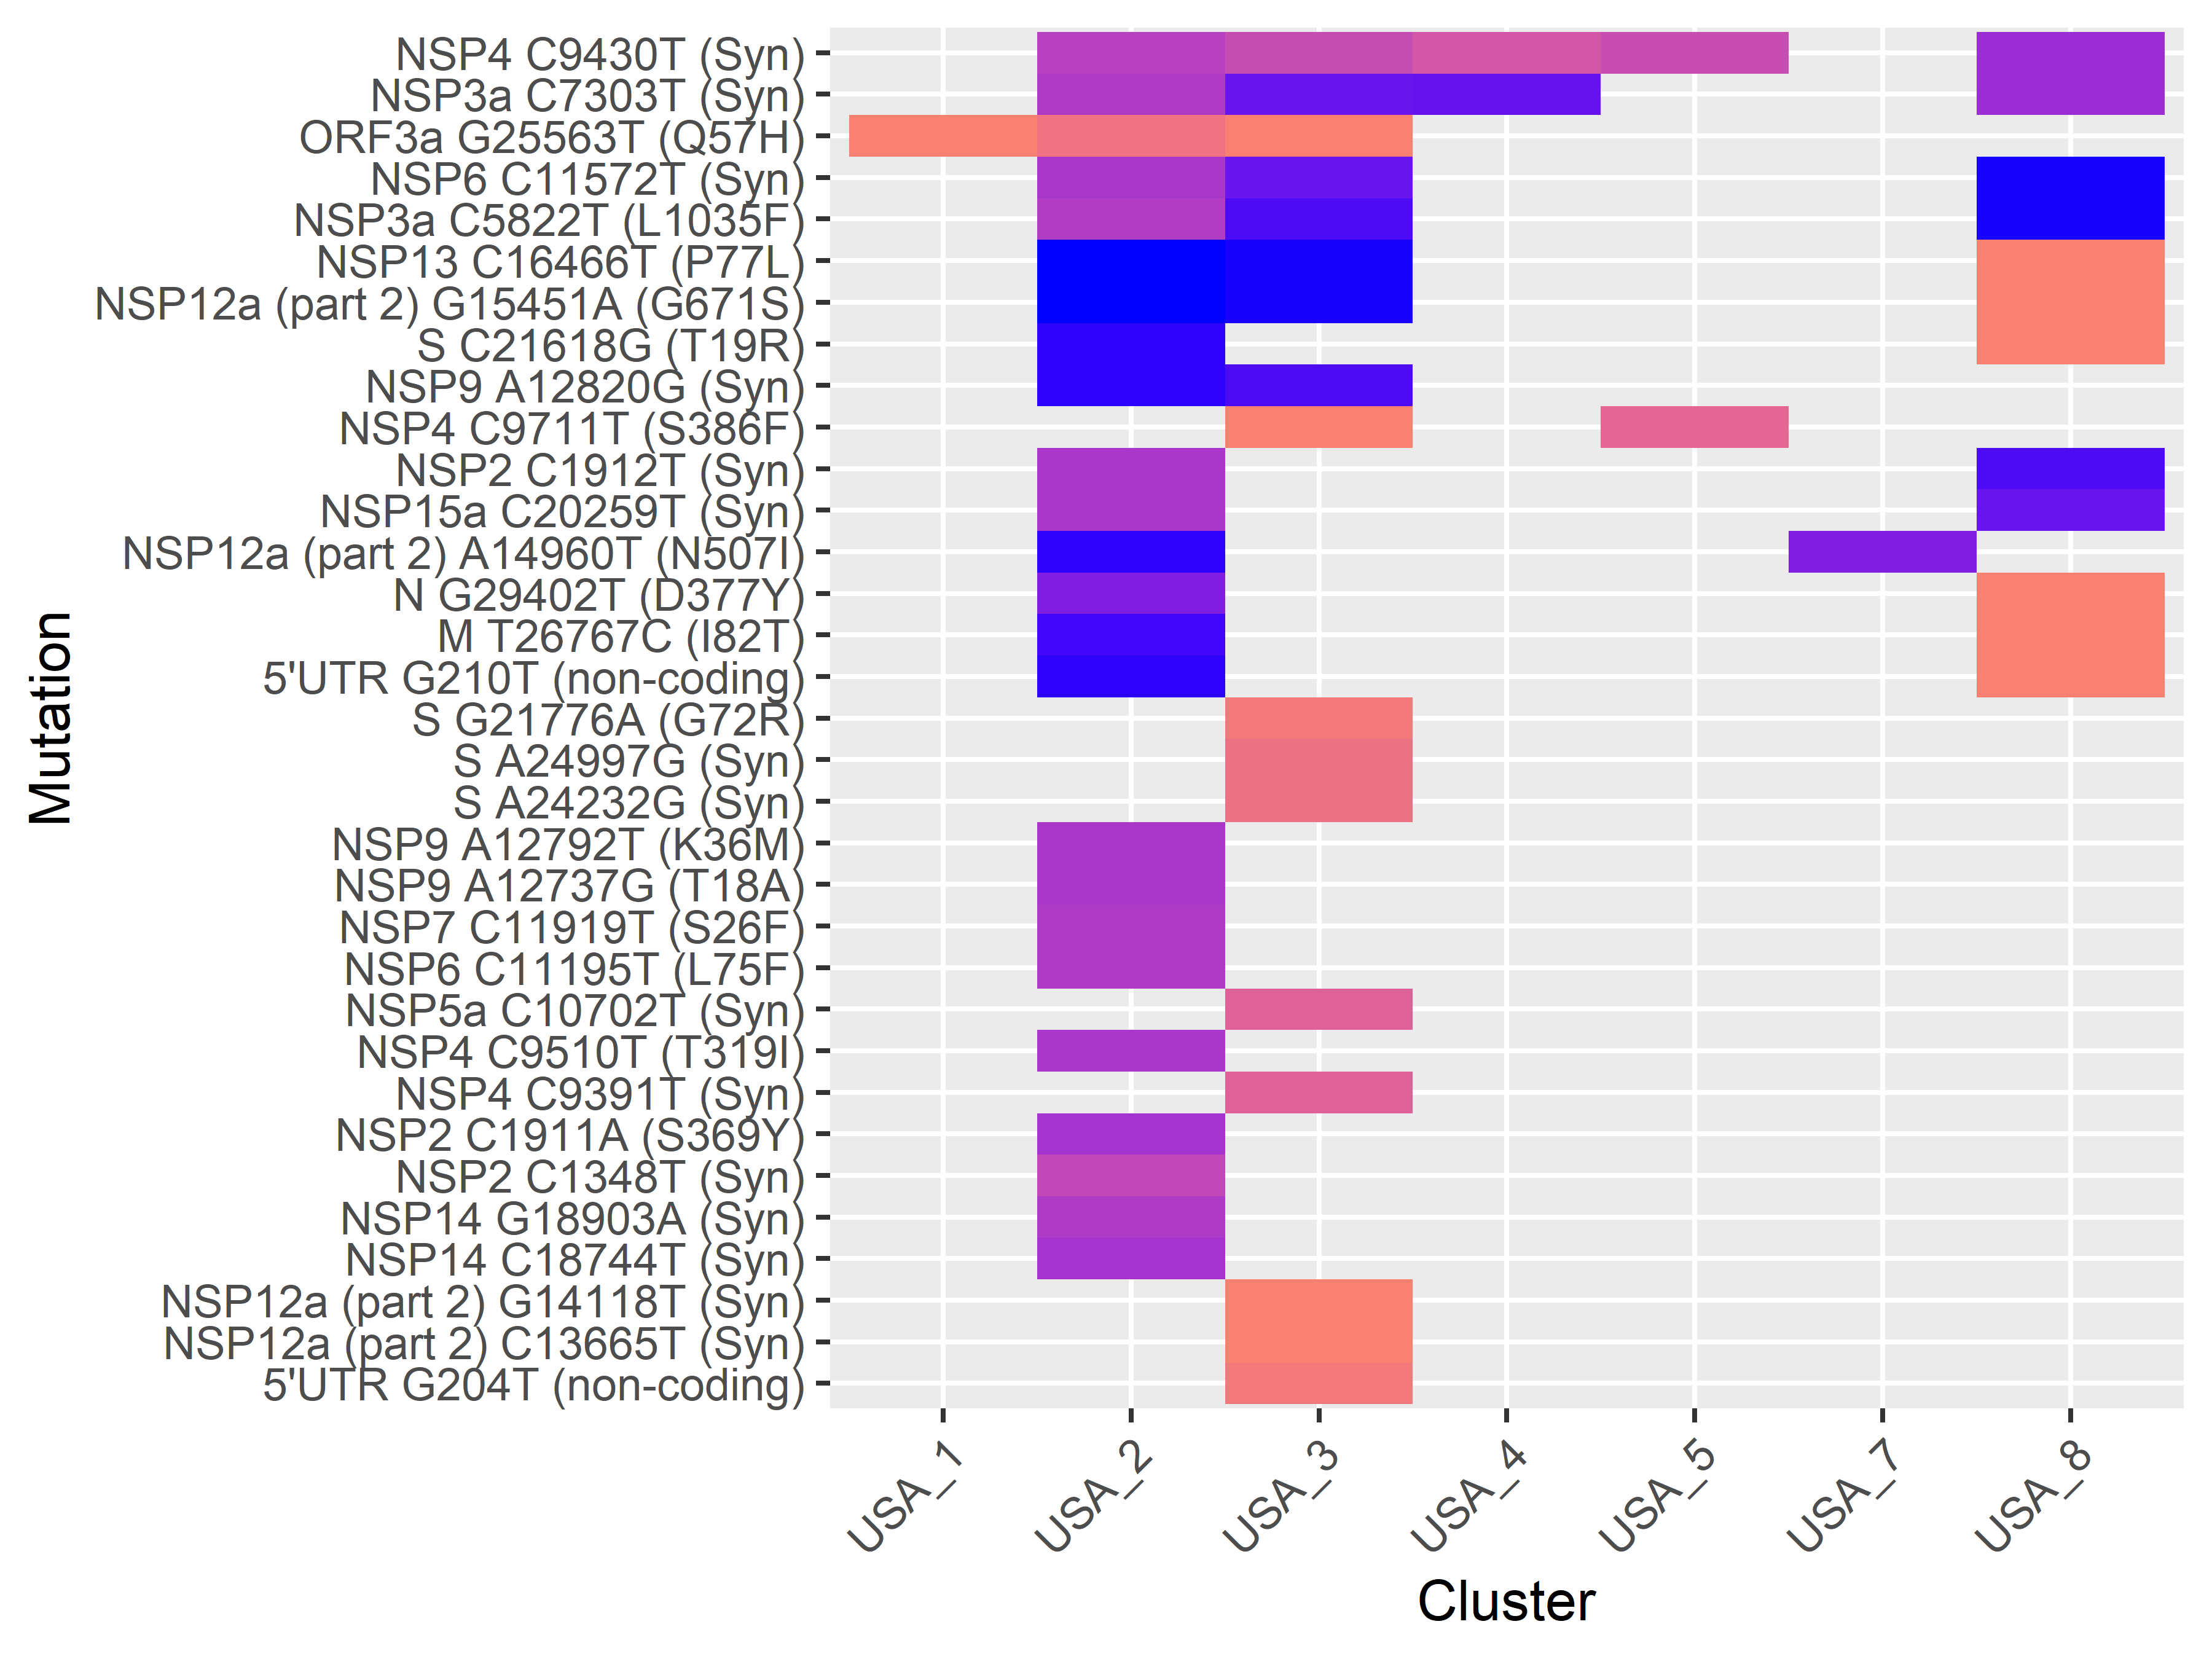 NSP4 C9430T (Syn)
NSP3a C7303T (Syn)
ORF3a G25563T (Q57H)
NSP6 C11572T (Syn)
NSP3a C5822T (L1035F)
NSP13 C16466T (P77L)
NSP12a (part 2) G15451A (G671S)
S C21618G (T19R)
NSP9 A12820G (Syn)
NSP4 C9711T (S386F)
NSP2 C1912T (Syn)
NSP15a C20259T (Syn)
NSP12a (part 2) A14960T (N507I)
N G29402T (D377Y)
M T26767C (I82T)
5'UTR G210T (non-coding)
S G21776A (G72R)
S A24997G (Syn)
S A24232G (Syn)
NSP9 A12792T (K36M)
NSP9 A12737G (T18A)
NSP7 C11919T (S26F)
NSP6 C11195T (L75F)
NSP5a C10702T (Syn)
NSP4 C9510T (T319I)
NSP4 C9391T (Syn)
NSP2 C1911A (S369Y)
NSP2 C1348T (Syn)
NSP14 G18903A (Syn)
NSP14 C18744T (Syn)
NSP12a (part 2) G14118T (Syn)
NSP12a (part 2) C13665T (Syn)
5'UTR G204T (non-coding)
Mutation
USA_1
USA_2
USA_3
USA_4
USA_5
USA_7
USA_8
Cluster